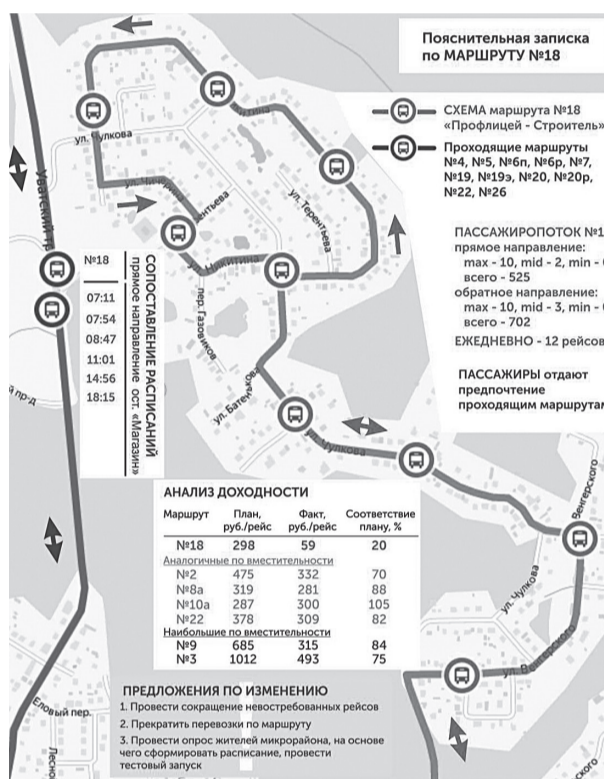 Пояснительная записка
по МАРШРУТУ №18
СХЕМА маршрута №18
«Профлицей - Строитель»
Проходящие маршруты
№4, №5, №6п, №6р, №7,
№19, №19э, №20, №20р,
№22, №26
ПАССАЖИРОПОТОК №1
прямое направление:
max - 10, mid - 2, min -
всего - 525
обратное направление:
max - 10, mid - 3, min -
всего - 702
ЕЖЕДНЕВНО - 12 рейсов
ПАССАЖИРЫ отдают
предпочтение
проходящим маршрутам
ул. Чулкова
ул. Терентьева
ул. Никитина
пер. Газовиков
ул. Батенькова
ул. Чулкова
Уватский тр
й пр-д
№18
07:11
07:54
08:47
11:01
14:56
18:15
СОПОСТАВЛЕНИЕ РАСПИСАНИЙ
прямое направление ост. «Магазин»
Венгерского
ул. Чулкова
ул. Венгерского
ского
АНАЛИЗ ДОХОДНОСТИ
Маршрут План, руб./рейс Факт, руб./рейс Соответствие плану, %
№18 298 59 20
Аналогичные по вместительности
№2 475 332 70
№8а 319 281 88
№10а 287 300 105
№22 378 309 82
Наибольшие по вместительности
№9 685 315 84
№3 1012 493 75
Еловый пер.
Лесно
ПРЕДЛОЖЕНИЯ ПО ИЗМЕНЕНИЮ
1. Провести сокращение невостребованных рейсов
2. Прекратить перевозки по маршруту
3. Провести опрос жителей микрорайона, на основе
чего сформировать расписание, провести
тестовый запуск